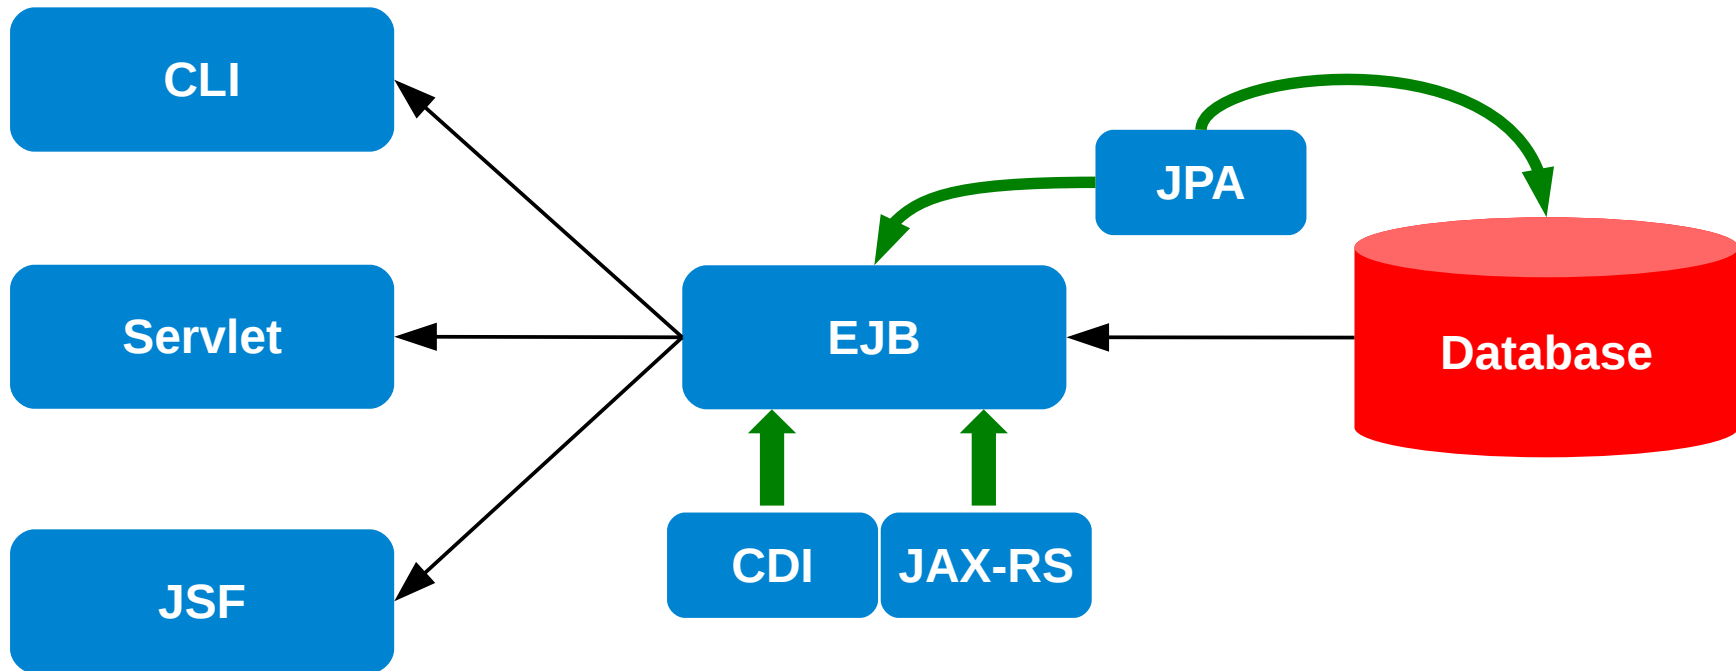 CLI
JPA
Servlet
EJB
Database
CDI
JAX-RS
JSF